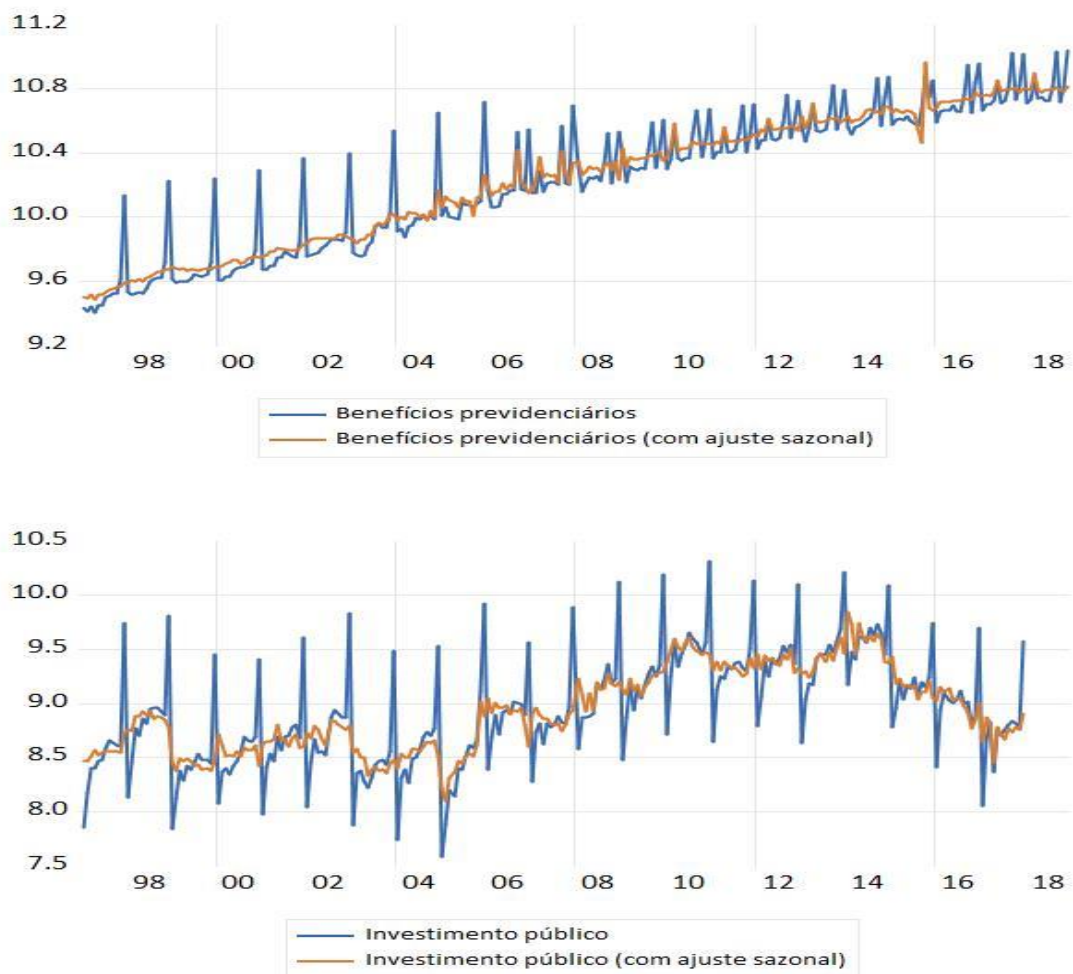 11.2
10.8
10.4
10.0
9.6
9.2
98 00 02 04 06 08 10 12 14 16 18
Benefícios previdenciários
Benefícios previdenciários (com ajuste sazonal)
10.5
10.0
9.5
9.0
8.5
8.0
7.5
98 00 02 04 06 08 10 12 14 16 18
Investimento público
Investimento público (com ajuste sazonal)